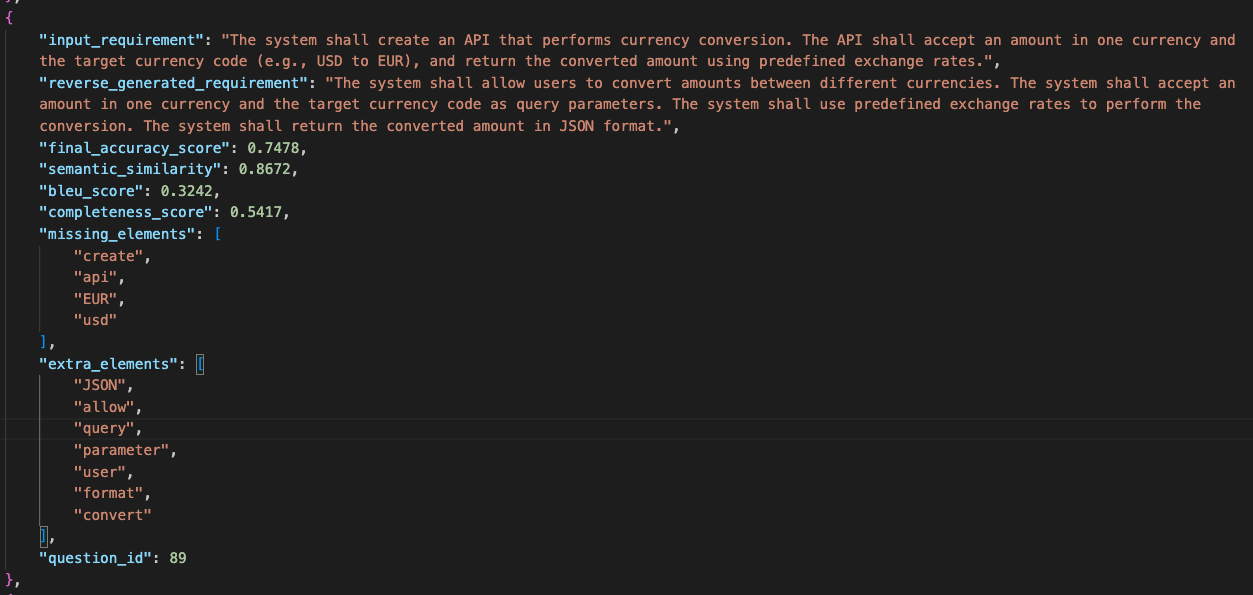 {
"input_requirement": "The system shall create an API that performs currency conversion. The API shall accept an amount in one currency and
the target currency code (e.g., USD to EUR), and return the converted amount using predefined exchange rates.",
"reverse_generated_requirement": "The system shall allow users to convert amounts between different currencies. The system shall accept an
amount in one currency and the target currency code as query parameters. The system shall use predefined exchange rates to perform the
conversion. The system shall return the converted amount in JSON format.",
"final_accuracy_score": 0.7478,
"semantic_similarity": 0.8672,
"bleu_score": 0.3242,
"completeness_score": 0.5417,
"missing_elements": [
"create",
"api",
"EUR",
"usd"
],
"extra_elements": [
"JSON",
"allow",
"query",
"parameter",
"user",
"format",
"convert"
],
"question_id": 89
},